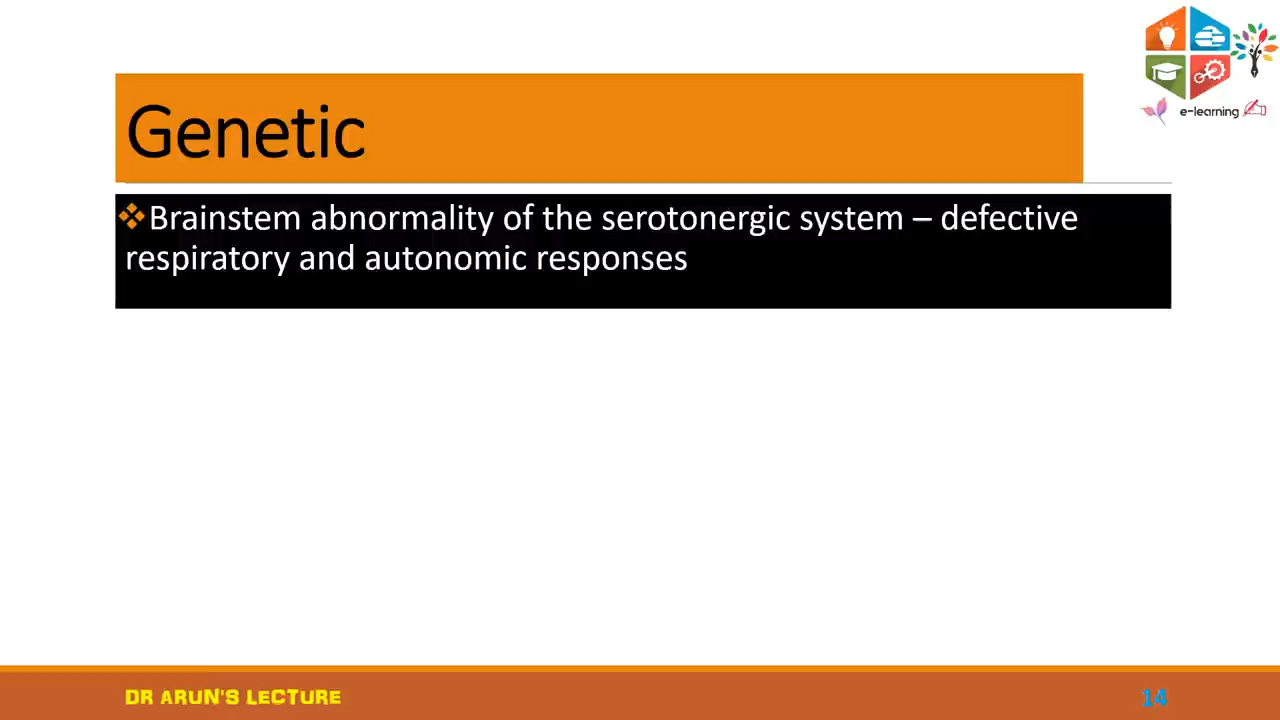 e-learning
Genetic
❖Brainstem abnormality of the serotonergic system – defective
respiratory and autonomic responses
DR ARUN'S LECTURE
14